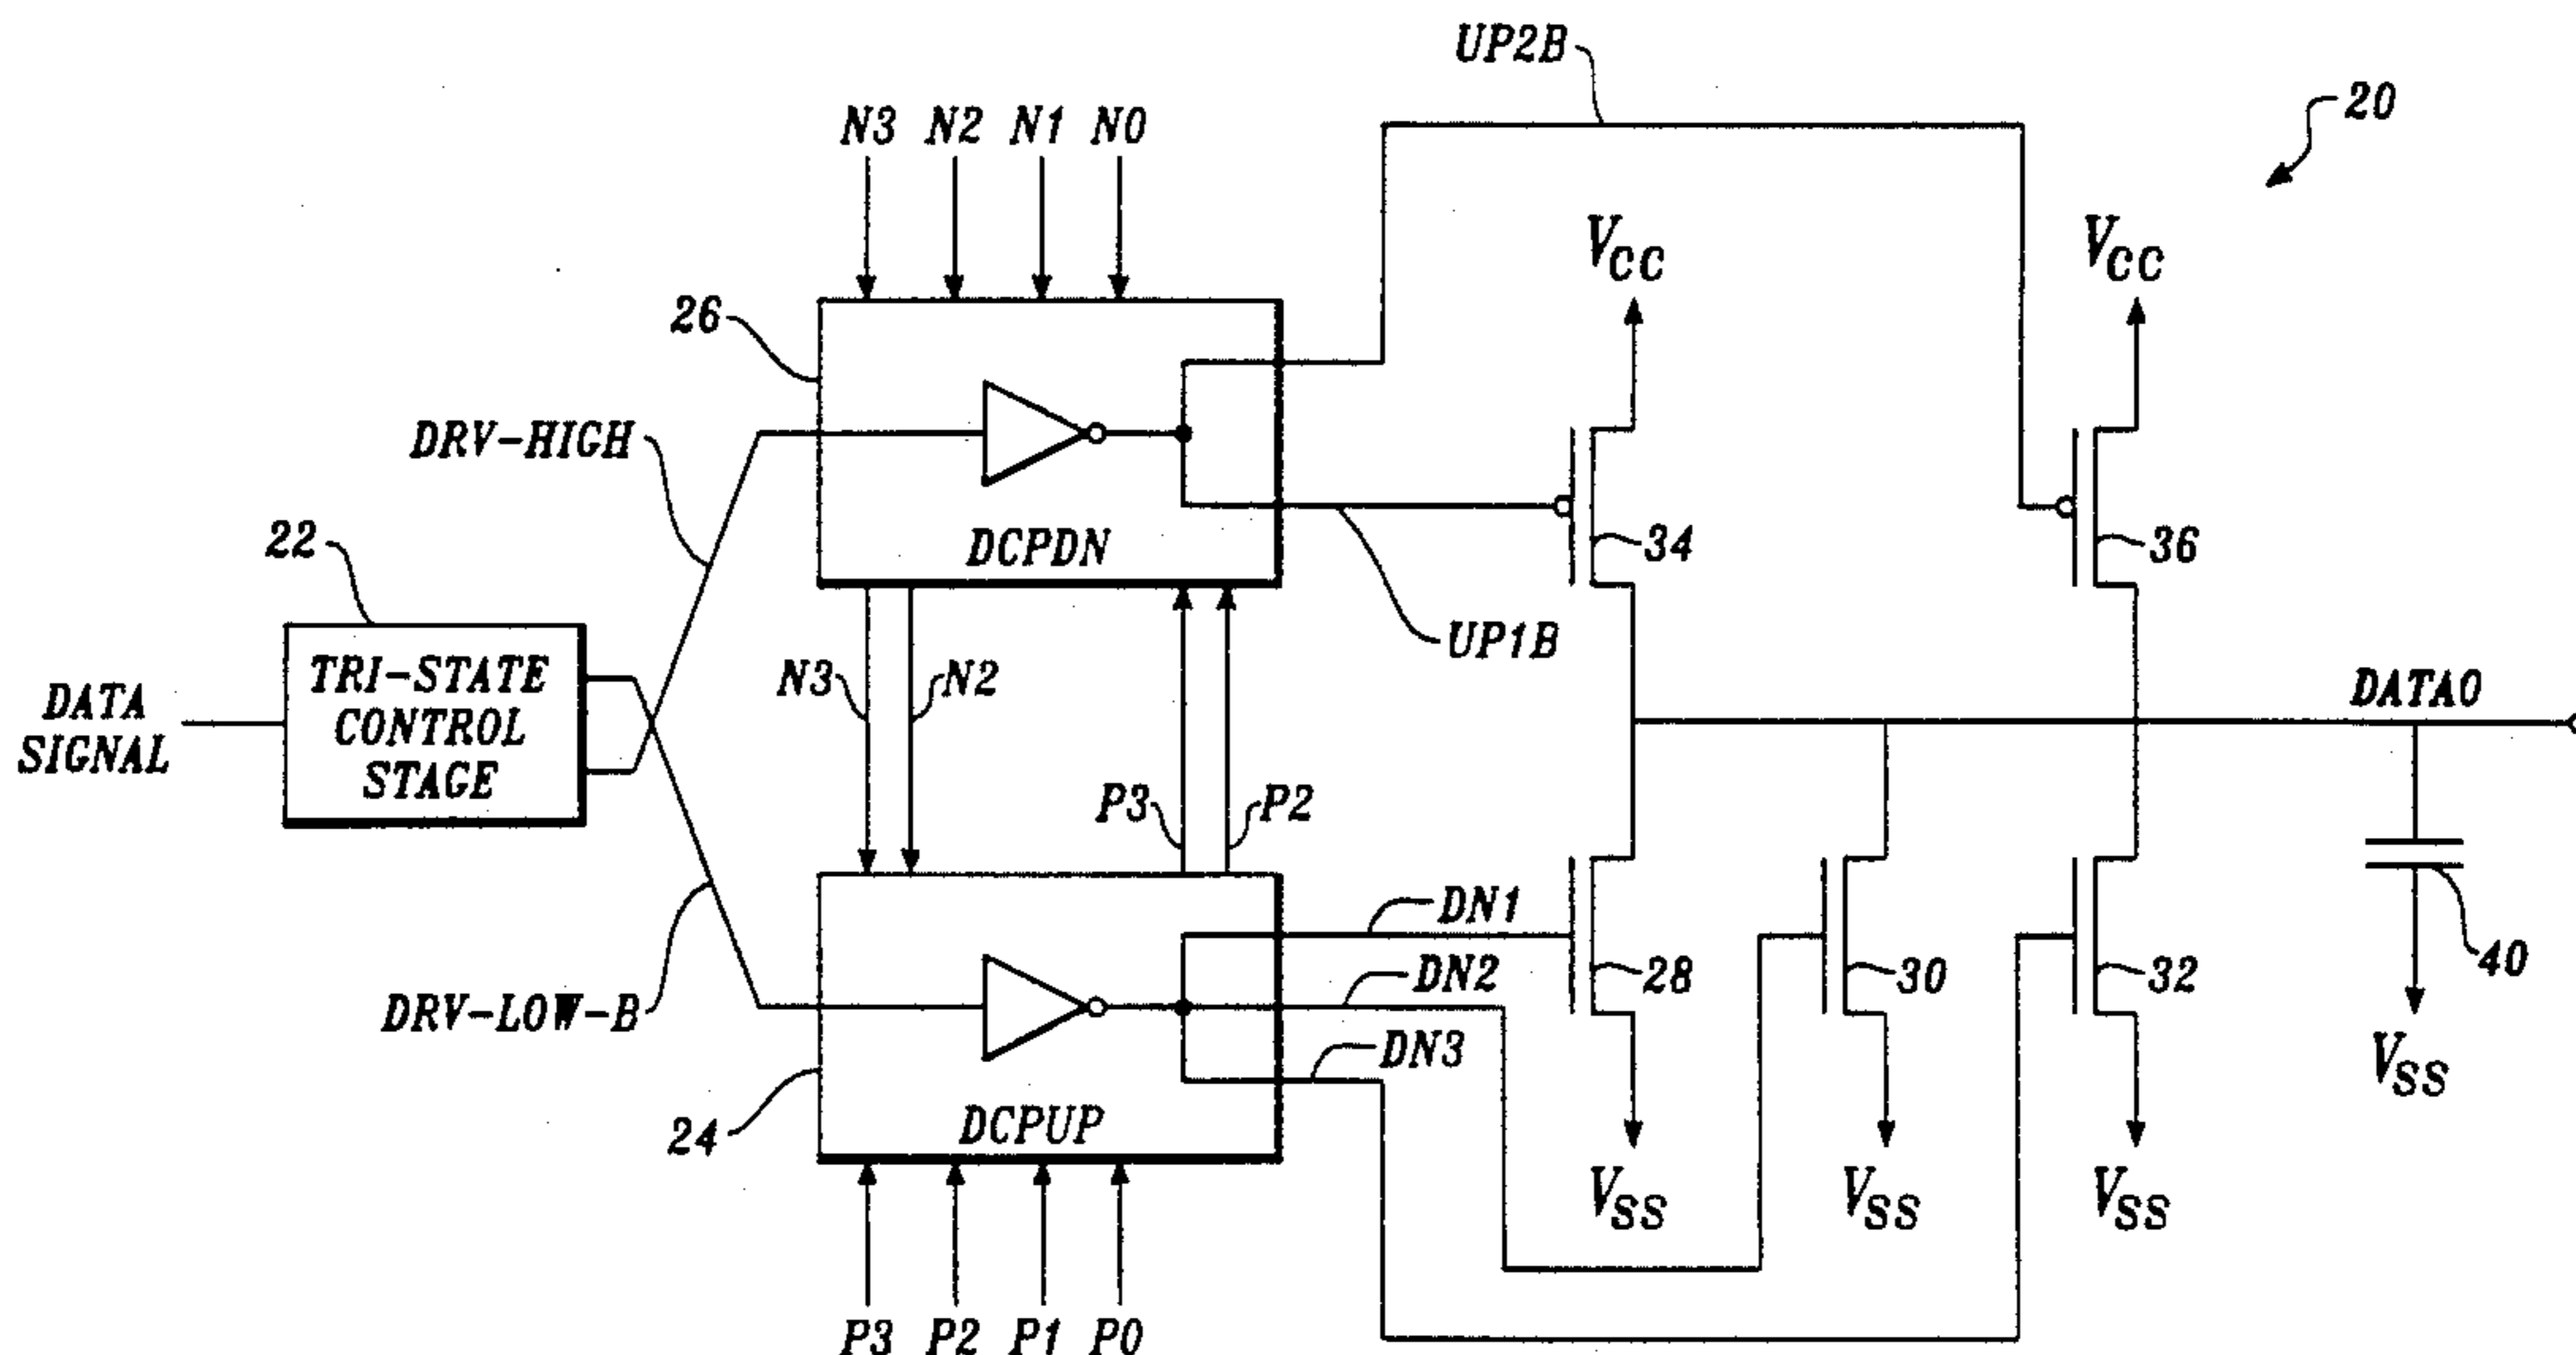 UP2B
20
N3 N2 N1 N0
VCC VCC
26
DRV-HIGH
DCPDN
34 36
22
UP1B
TRI-STATE
CONTROL
STAGE
DATA
SIGNAL
N3 N2
DATAO
P3 P2
DN1
DN2
28 30 32 40
DRV-LOW-B
DN3
VSS
24
DCPUP
VSS VSS VSS
P3 P2 P1 P0